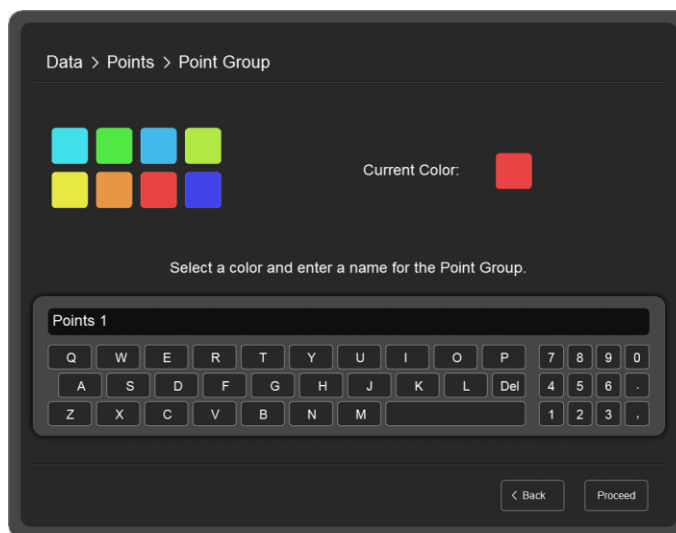 Data > Points > Point Group
Current Color:
Select a color and enter a name for the Point Group.
Points 1
Q W E R T Y U I O P 7 8 9 0
A S D F G H J K L Del 4 5 6 .
Z X C V B N M 1 2 3 ,
< Back Proceed